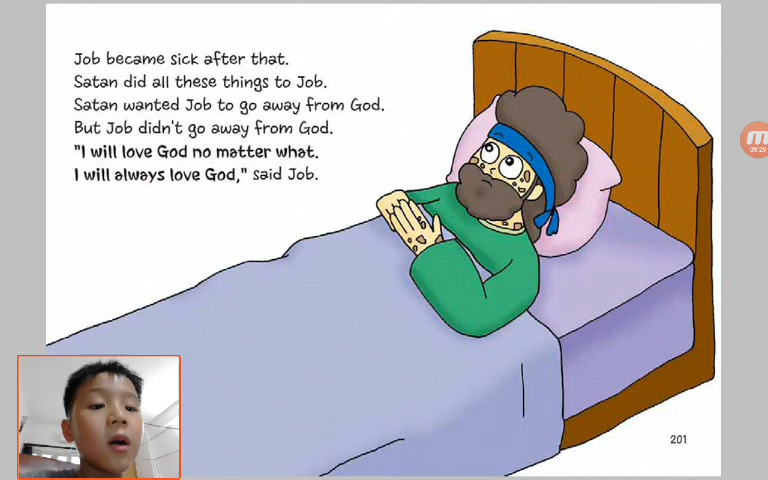 Job became sick after that.
Satan did all these things to Job.
Satan wanted Job to go away from God.
But Job didn't go away from God.
"I will love God no matter what.
I will always love God," said Job.
201
09:29